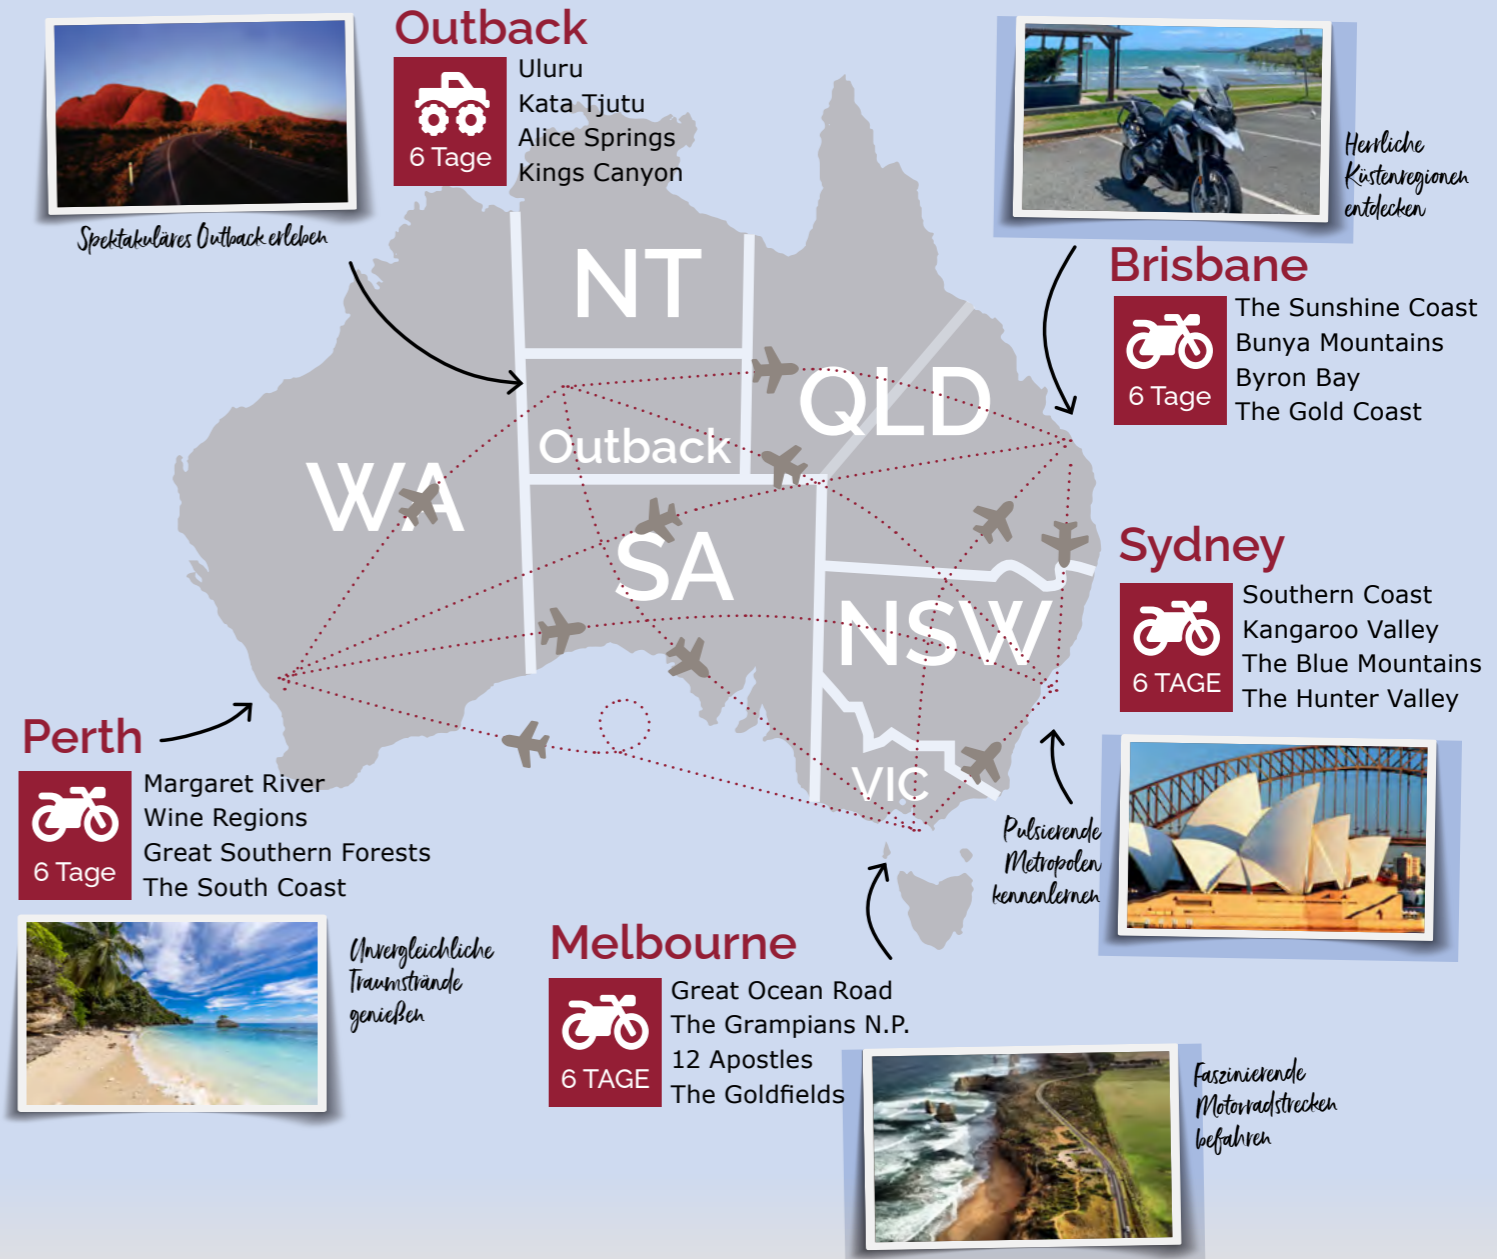 Outback
6 Tage
Uluru
Kata Tjutu
Alice Springs
Kings Canyon
Spektakuläres Outback erleben
Herrliche
Küstenregionen
entdecken
Brisbane
6 Tage
The Sunshine Coast
Bunya Mountains
Byron Bay
The Gold Coast
NT
QLD
Outback
WA
SA
NSW
VIC
Sydney
6 TAGE
Southern Coast
Kangaroo Valley
The Blue Mountains
The Hunter Valley
Perth
6 Tage
Margaret River
Wine Regions
Great Southern Forests
The South Coast
Pulsierende
Metropolen
kennenlernen
Unvergleichliche
Traumstrände
genießen
Melbourne
6 TAGE
Great Ocean Road
The Grampians N.P.
12 Apostles
The Goldfields
Faszinierende
Motorradstrecken
befahren